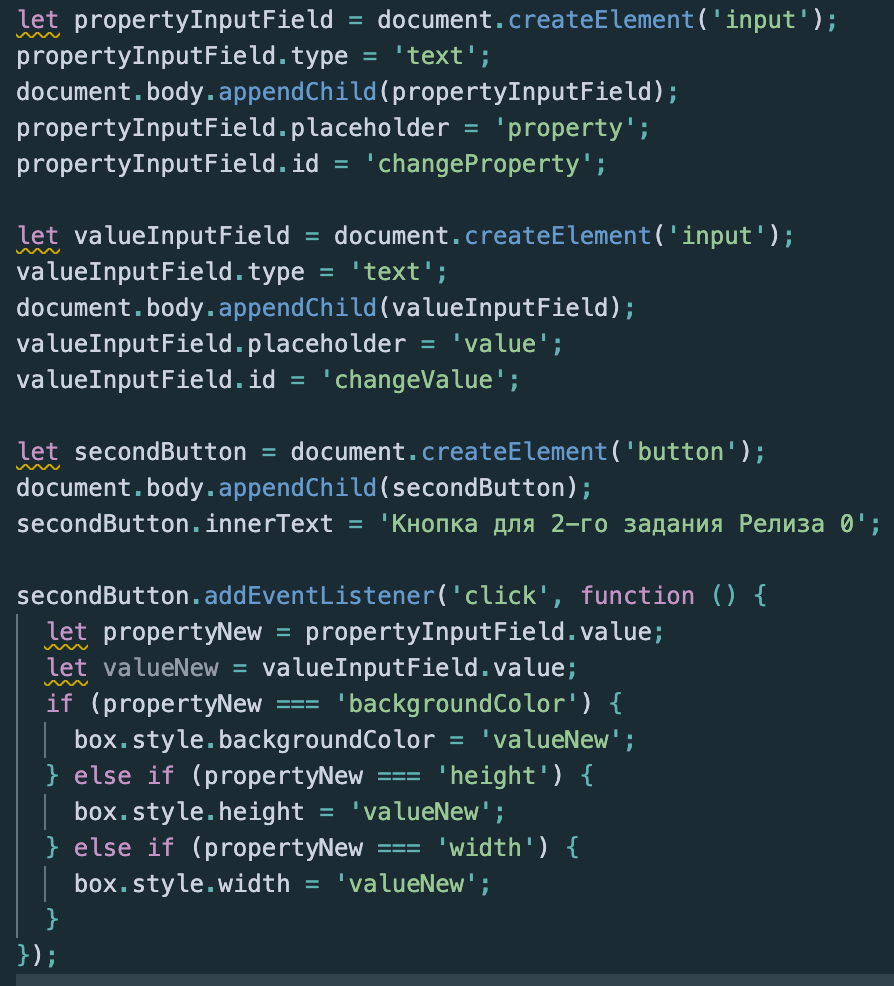 let propertyInputField = document.createElement('input');
propertyInputField.type = 'text';
document.body.appendChild(propertyInputField);
propertyInputField.placeholder = 'property';
propertyInputField.id = 'changeProperty';

let valueInputField = document.createElement('input');
valueInputField.type = 'text';
document.body.appendChild(valueInputField);
valueInputField.placeholder = 'value';
valueInputField.id = 'changeValue';

let secondButton = document.createElement('button');
document.body.appendChild(secondButton);
secondButton.innerText = 'Кнопка для 2-го задания Релиза 0';

secondButton.addEventListener('click', function () {
  let propertyNew = propertyInputField.value;
  let valueNew = valueInputField.value;
  if (propertyNew === 'backgroundColor') {
    box.style.backgroundColor = 'valueNew';
  } else if (propertyNew === 'height') {
    box.style.height = 'valueNew';
  } else if (propertyNew === 'width') {
    box.style.width = 'valueNew';
  }
});